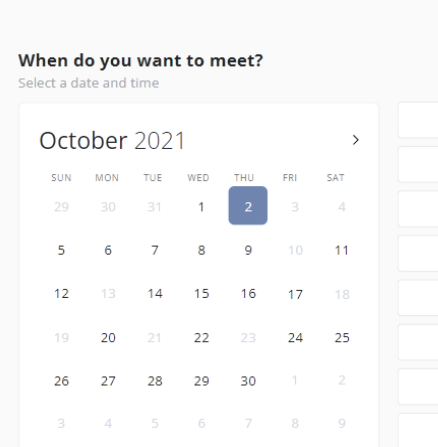 When do you want to meet?
Select a date and time
October 2021
SUN MON TUE WED THU FRI SAT
29 30 31 1 2 3 4
5 6 7 8 9 10 11
12 13 14 15 16 17 18
19 20 21 22 23 24 25
26 27 28 29 30 1 2
3 4 5 6 7 8 9